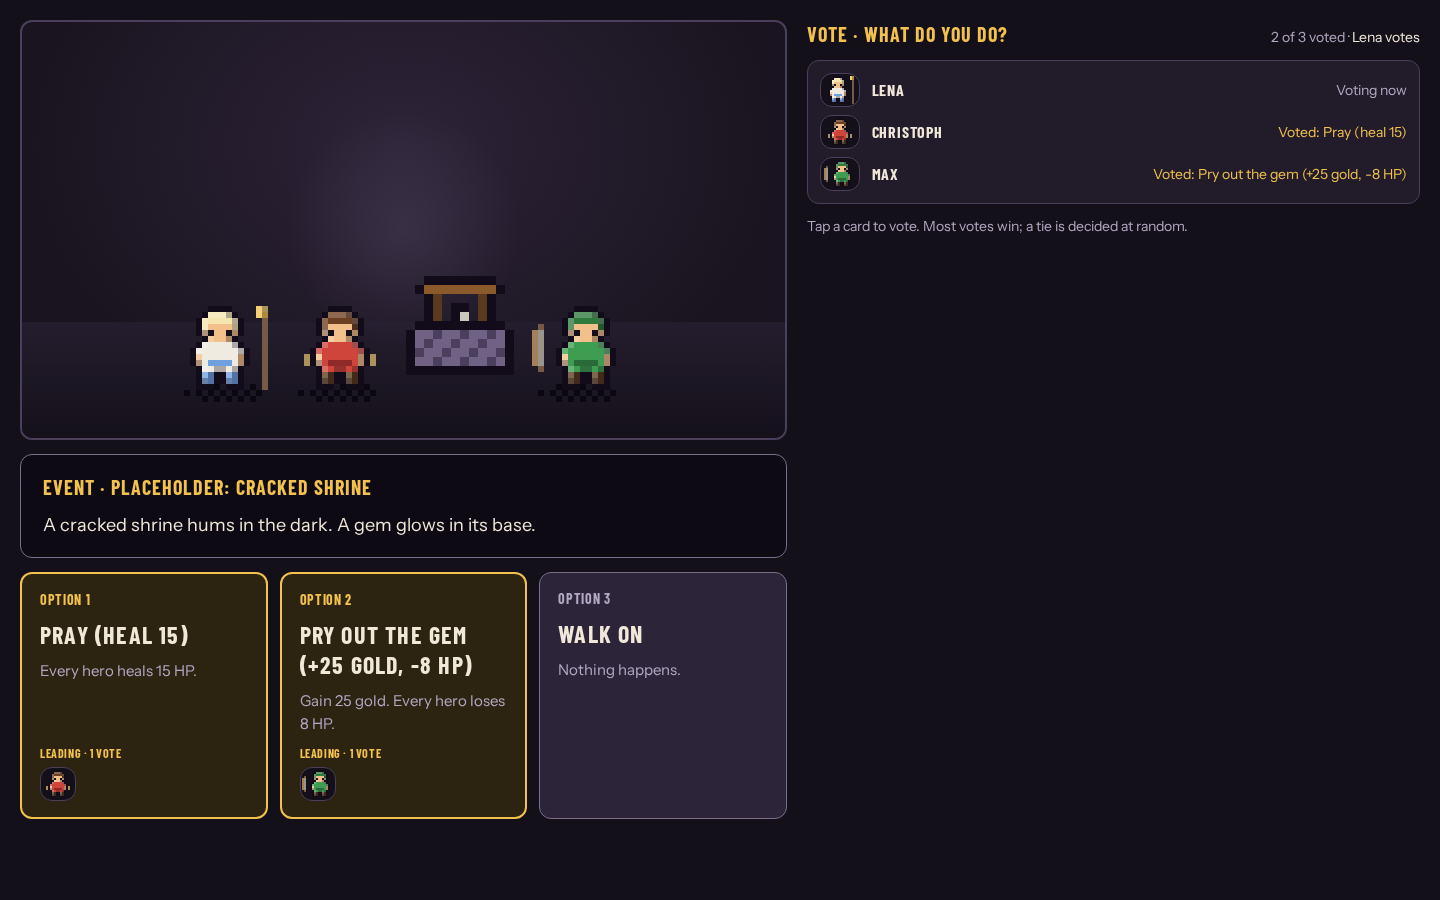 VOTE · WHAT DO YOU DO?
2 of 3 voted · Lena votes
LENA
Voting now
CHRISTOPH
Voted: Pray (heal 15)
MAX
Voted: Pry out the gem (+25 gold, -8 HP)
Tap a card to vote. Most votes win; a tie is decided at random.
EVENT · PLACEHOLDER: CRACKED SHRINE
A cracked shrine hums in the dark. A gem glows in its base.
OPTION 1
PRAY (HEAL 15)
Every hero heals 15 HP.
LEADING · 1 VOTE
OPTION 2
PRY OUT THE GEM
(+25 GOLD, -8 HP)
Gain 25 gold. Every hero loses
8 HP.
LEADING · 1 VOTE
OPTION 3
WALK ON
Nothing happens.